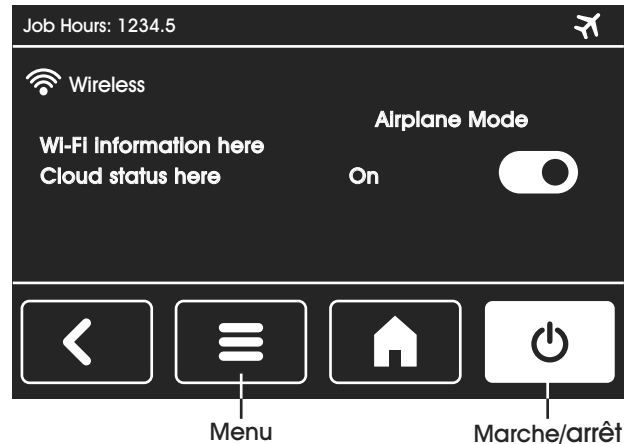 Job Hours: 1234.5
Wireless
Airplane Mode
Wi-Fi information here
Cloud status here
On
Menu
Marche/arrêt